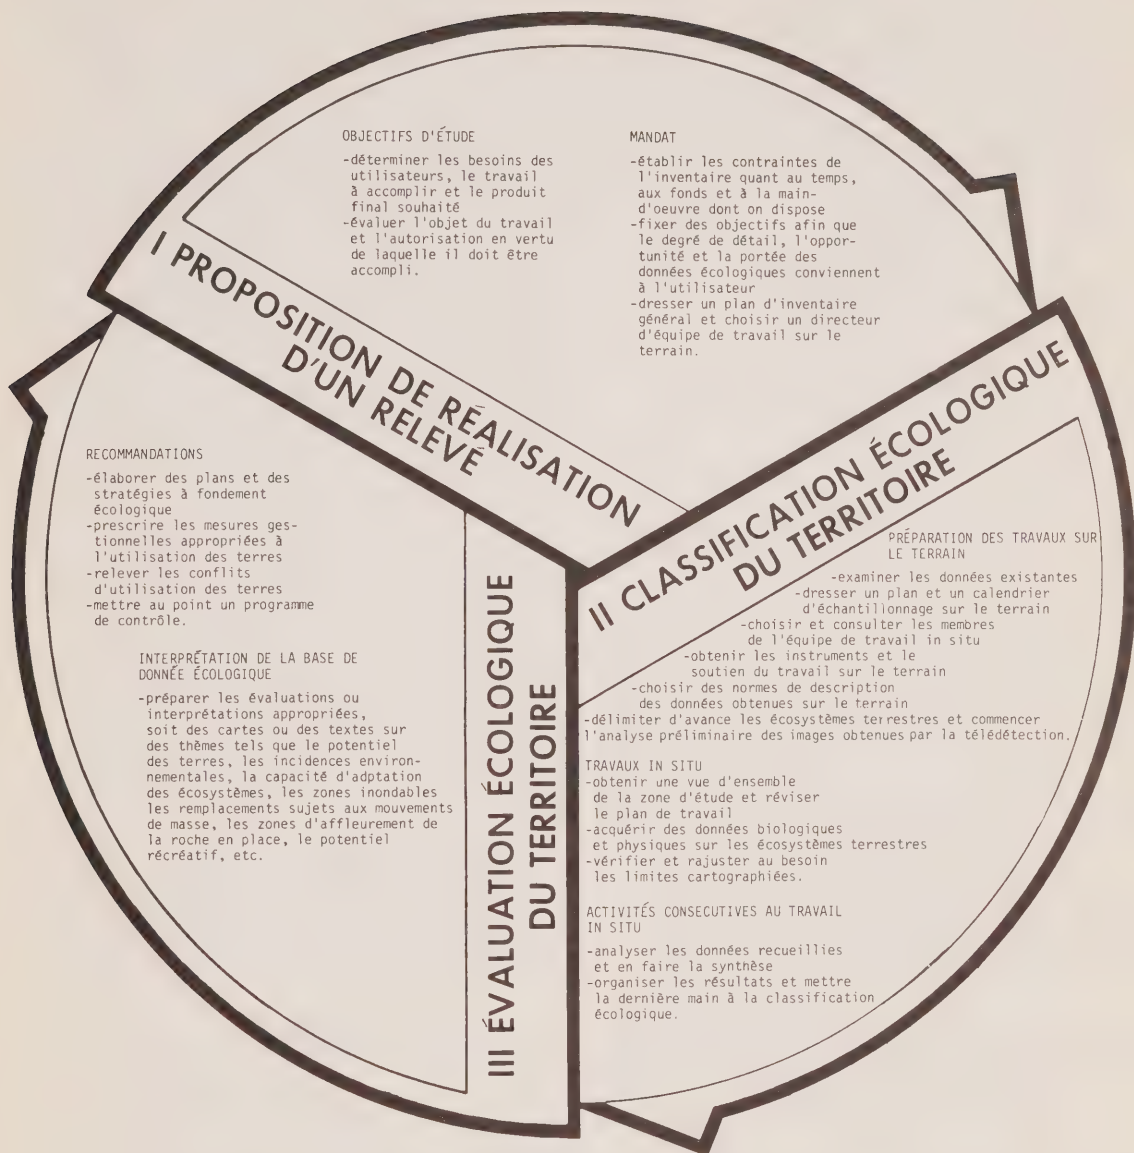 OBJECTIFS D'ÉTUDE
-déterminer les besoins des
utilisateurs, le travail
à accomplir et le produit
final souhaité
-évaluer l'objet du travail
et l'autorisation en vertu
de laquelle il doit être
accompli.
MANDAT
-établir les contraintes de
l'inventaire quant au temps,
aux fonds et à la main-
d'oeuvre dont on dispose
-fixer des objectifs afin que
le degré de détail, l'oppor-
tunité et la portée des
données écologiques conviennent
à l'utilisateur
-dresser un plan d'inventaire
général et choisir un directeur
d'équipe de travail sur le
terrain.
I PROPOSITION DE RÉALISATION
D'UN RELEVÉ
II CLASSIFICATION ÉCOLOGIQUE
DU TERRITOIRE
PRÉPARATION DES TRAVAUX SUR
LE TERRAIN
-examiner les données existantes
-dresser un plan et un calendrier
d'échantillonnage sur le terrain
-choisir et consulter les membres
de l'équipe de travail in situ
-obtenir les instruments et le
soutien du travail sur le terrain
-choisir des normes de description
des données obtenues sur le terrain
-délimiter d'avance les écosystèmes terrestres et commencer
l'analyse préliminaire des images obtenues par la télédétection.
TRAVAUX IN SITU
-obtenir une vue d'ensemble
de la zone d'étude et réviser
le plan de travail
-acquérir des données biologiques
et physiques sur les écosystèmes terrestres
-vérifier et rajuster au besoin
les limites cartographiées.
ACTIVITÉS CONSECUTIVES AU TRAVAIL
IN SITU
-analyser les données recueillies
et en faire la synthèse
-organiser les résultats et mettre
la dernière main à la classification
écologique.
III ÉVALUATION ÉCOLOGIQUE
DU TERRITOIRE
RECOMMANDATIONS
-élaborer des plans et des
stratégies à fondement
écologique
-prescrire les mesures ges-
tionnelles appropriées à
l'utilisation des terres
-relever les conflits
d'utilisation des terres
-mettre au point un programme
de contrôle.
INTERPRÉTATION DE LA BASE DE
DONNÉE ÉCOLOGIQUE
-préparer les évaluations ou
interprétations appropriées,
soit des cartes ou des textes sur
des thèmes tels que le potentiel
des terres, les incidences environ-
nementales, la capacité d'adptation
des écosystèmes, les zones inondables
les remplacements sujets aux mouvements
de masse, les zones d'affleurement de
la roche en place, le potentiel
récréatif, etc.